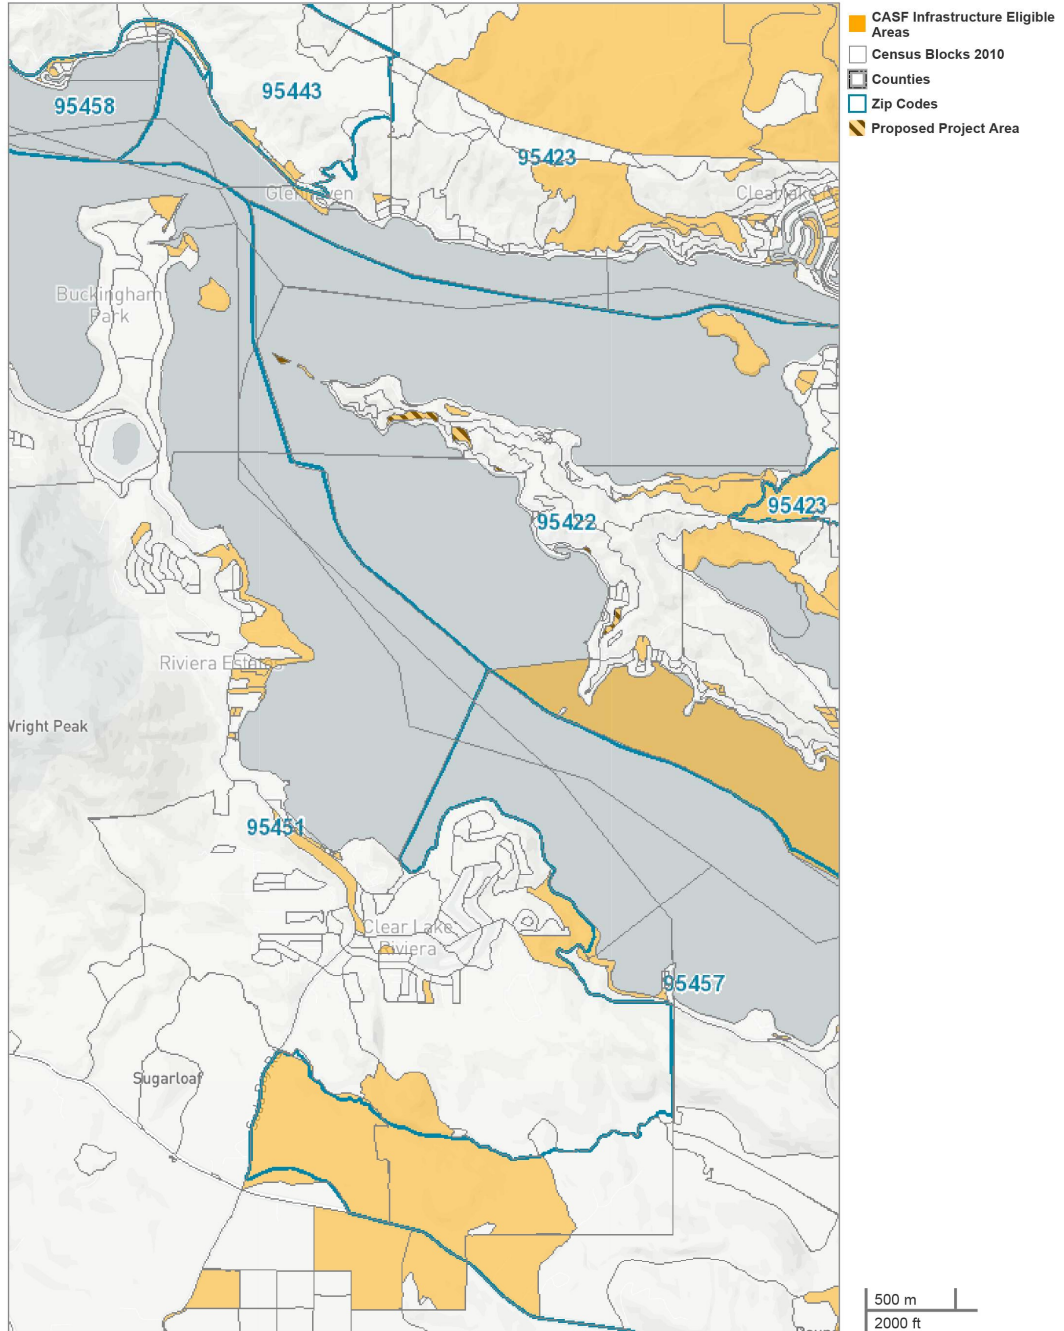 CASF Infrastructure Eligible
Areas
Census Blocks 2010
Counties
Zip Codes
Proposed Project Area
95458
95443
95423
Glenhaven
Buckingham
Park
95422
95423
Riviera Estates
Wright Peak
95451
Clear Lake
Riviera
95457
Sugarloaf
500 m
2000 ft